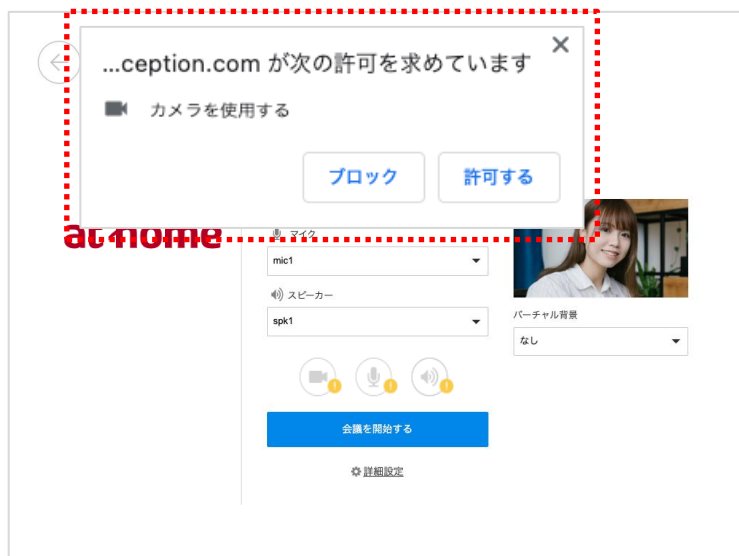 ...ception.com が次の許可を求めています
カメラを使用する
ブロック
許可する
at home
マイク
mic1
スピーカー
spk1
バーチャル背景
なし
会議を開始する
詳細設定